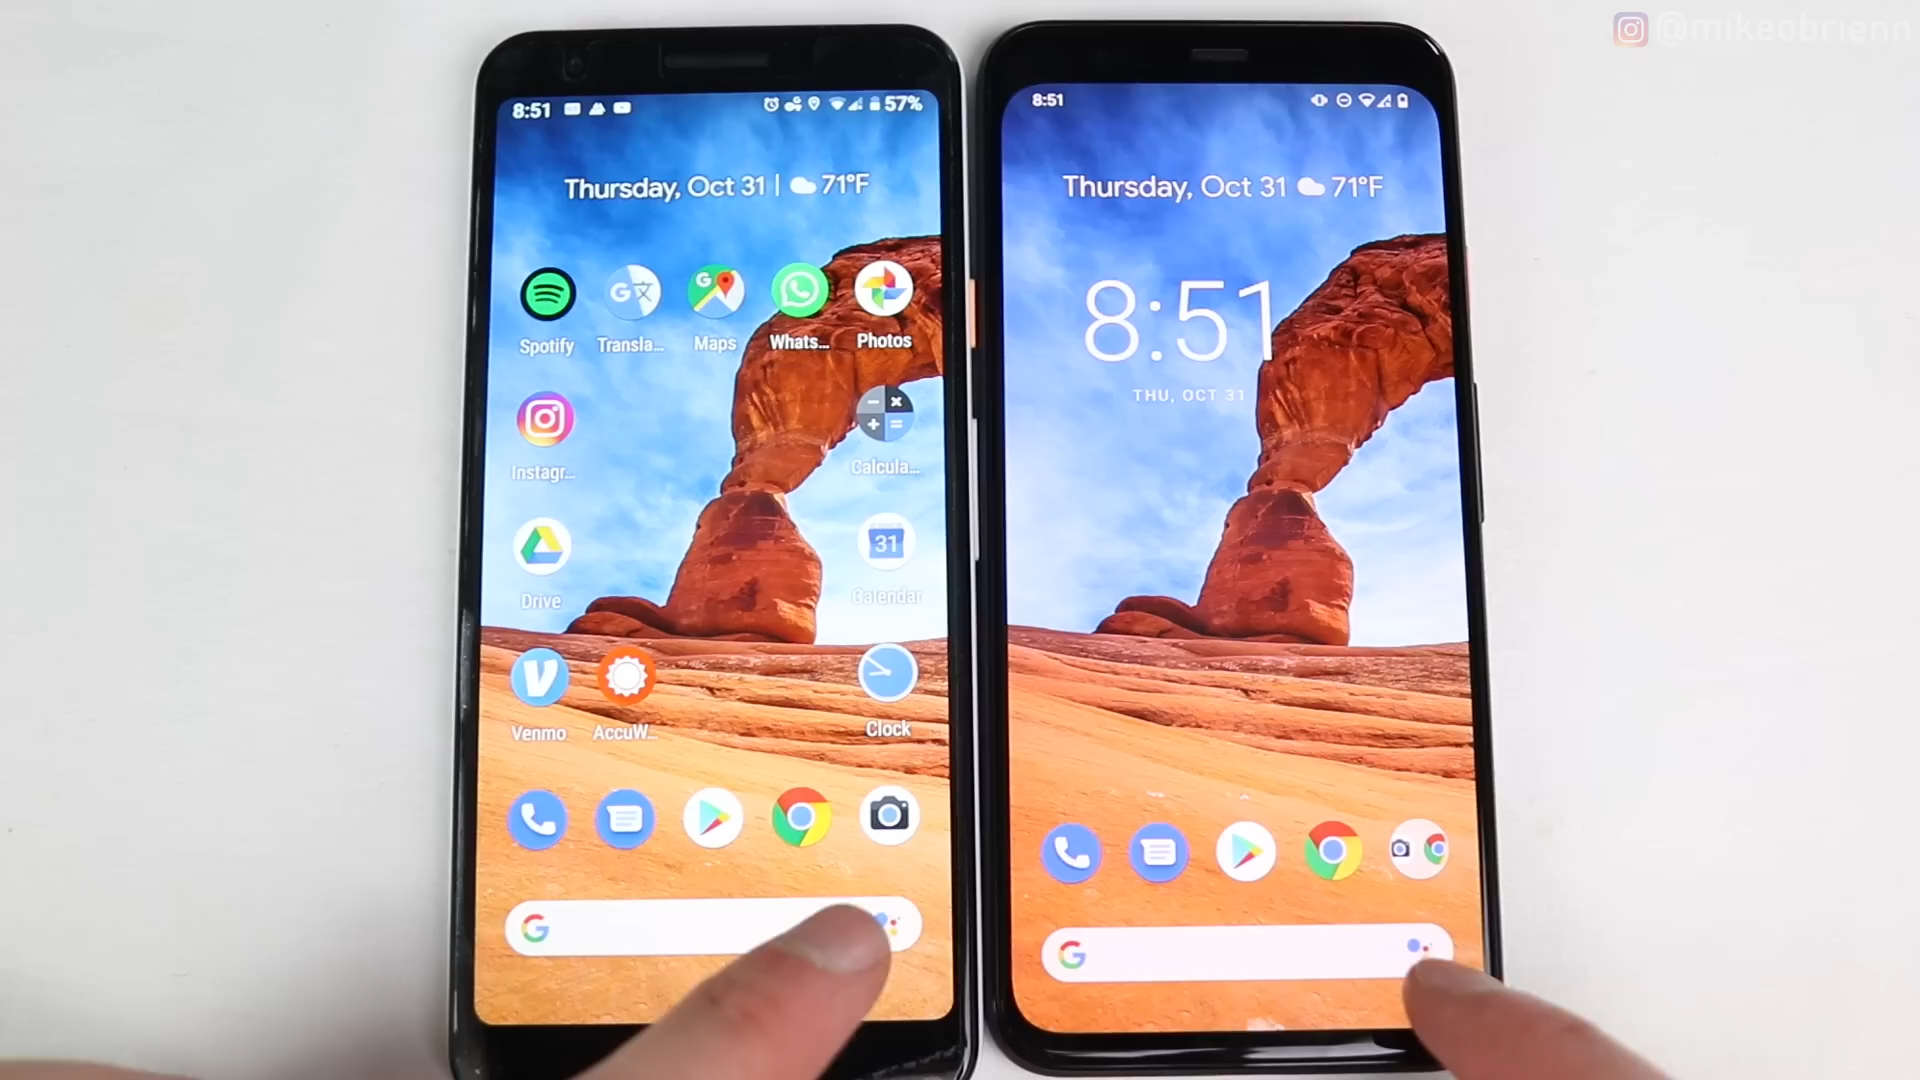 @mikeobrienn
8:51
57%
Thursday, Oct 31 | 71°F
Spotify
Transla...
Maps
Whats...
Photos
Instagr...
Calcula...
Drive
31
Calendar
Venmo
AccuW...
Clock
8:51
Thursday, Oct 31 71°F
8:51
THU, OCT 31